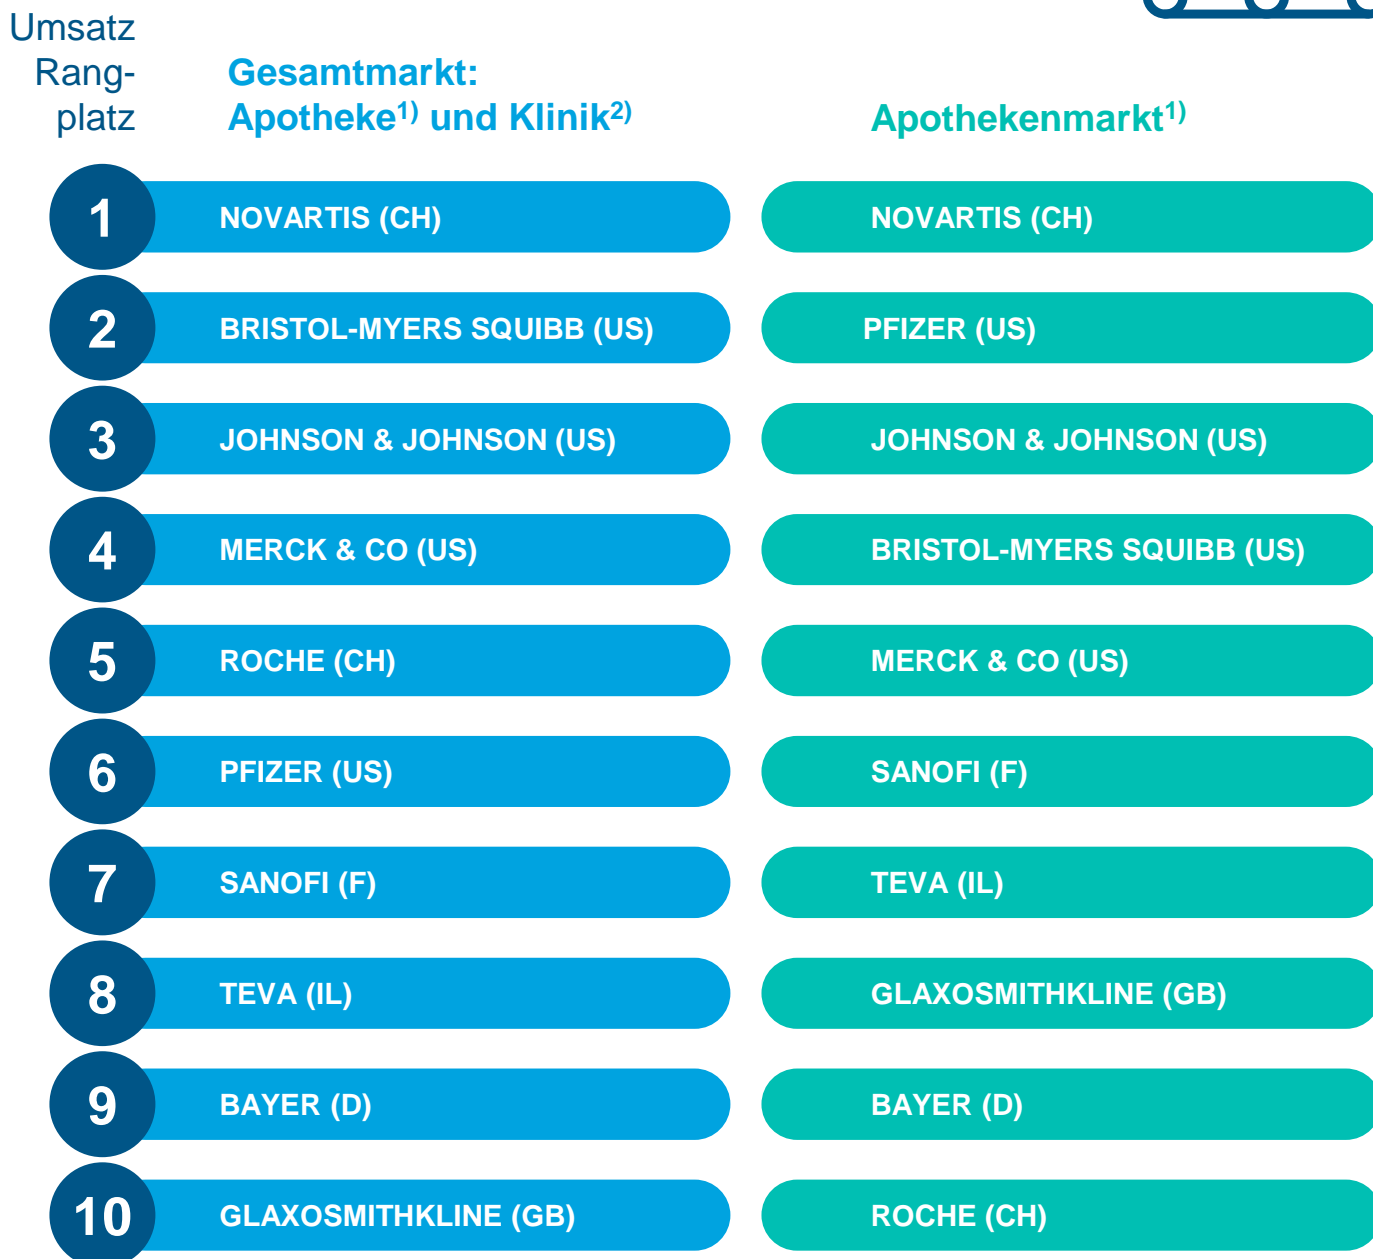 Umsatz
Rang-
platz
Gesamtmarkt:
Apotheke1) und Klinik2)
Apothekenmarkt1)
1 NOVARTIS (CH) NOVARTIS (CH)
2 BRISTOL-MYERS SQUIBB (US) PFIZER (US)
3 JOHNSON & JOHNSON (US) JOHNSON & JOHNSON (US)
4 MERCK & CO (US) BRISTOL-MYERS SQUIBB (US)
5 ROCHE (CH) MERCK & CO (US)
6 PFIZER (US) SANOFI (F)
7 SANOFI (F) TEVA (IL)
8 TEVA (IL) GLAXOSMITHKLINE (GB)
9 BAYER (D) BAYER (D)
10 GLAXOSMITHKLINE (GB) ROCHE (CH)